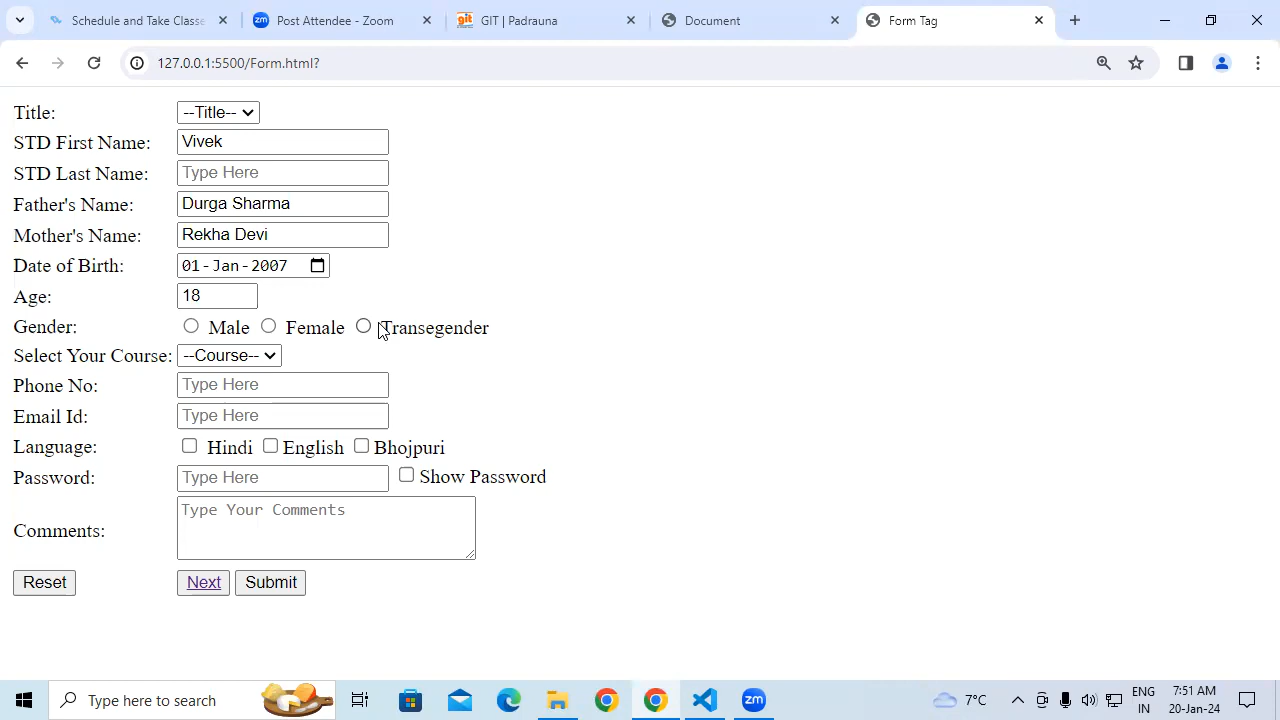 Schedule and Take Classe
zm Post Attendee - Zoom
git GIT | Padrauna
Document
Form Tag
127.0.0.1:5500/Form.html?
Title: --Title--
STD First Name: Vivek
STD Last Name: Type Here
Father's Name: Durga Sharma
Mother's Name: Rekha Devi
Date of Birth: 01-Jan-2007
Age: 18
Gender: Male Female Transegender
Select Your Course: --Course--
Phone No: Type Here
Email Id: Type Here
Language: Hindi English Bhojpuri
Password: Type Here Show Password
Comments: Type Your Comments
Reset Next Submit
Type here to search
zm
7°C
ENG
IN
7:51 AM
20-Jan-24